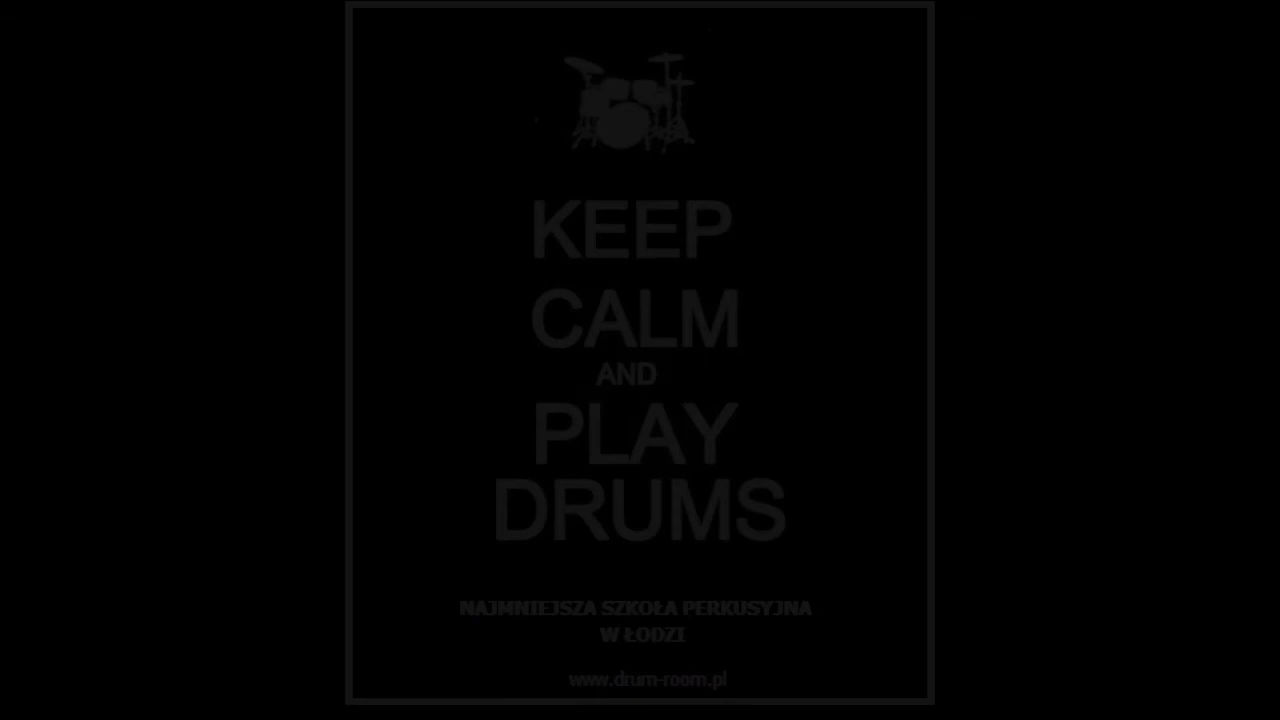 KEEP
CALM
AND
PLAY
DRUMS
NAJMNIEJSZA SZKOŁA PERKUSYJNA
W ŁODZI
www.drum-room.pl